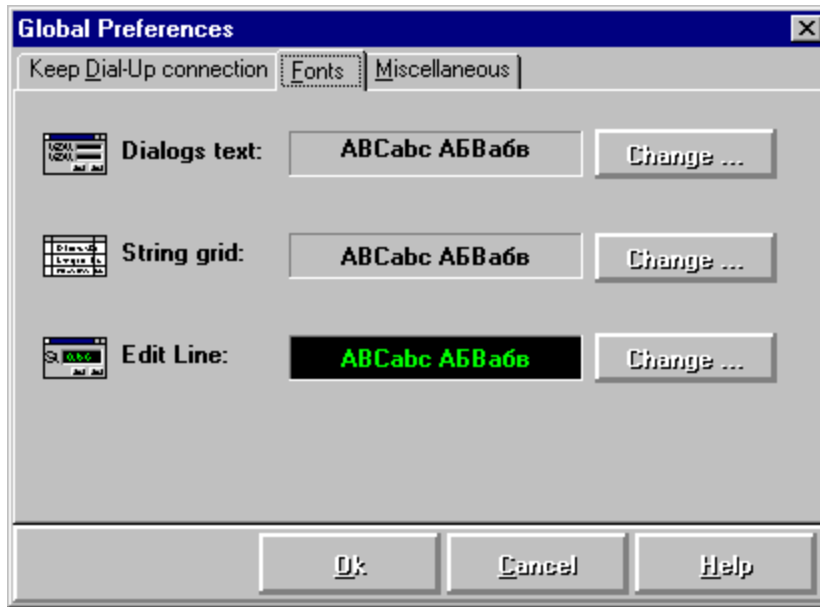 Global Preferences
Keep Dial-Up connection Fonts Miscellaneous
Dialogs text: ABCabc АБВабв Change ...
String grid: ABCabc АБВабв Change ...
Edit Line: ABCabc АБВабв Change ...
Ok Cancel Help